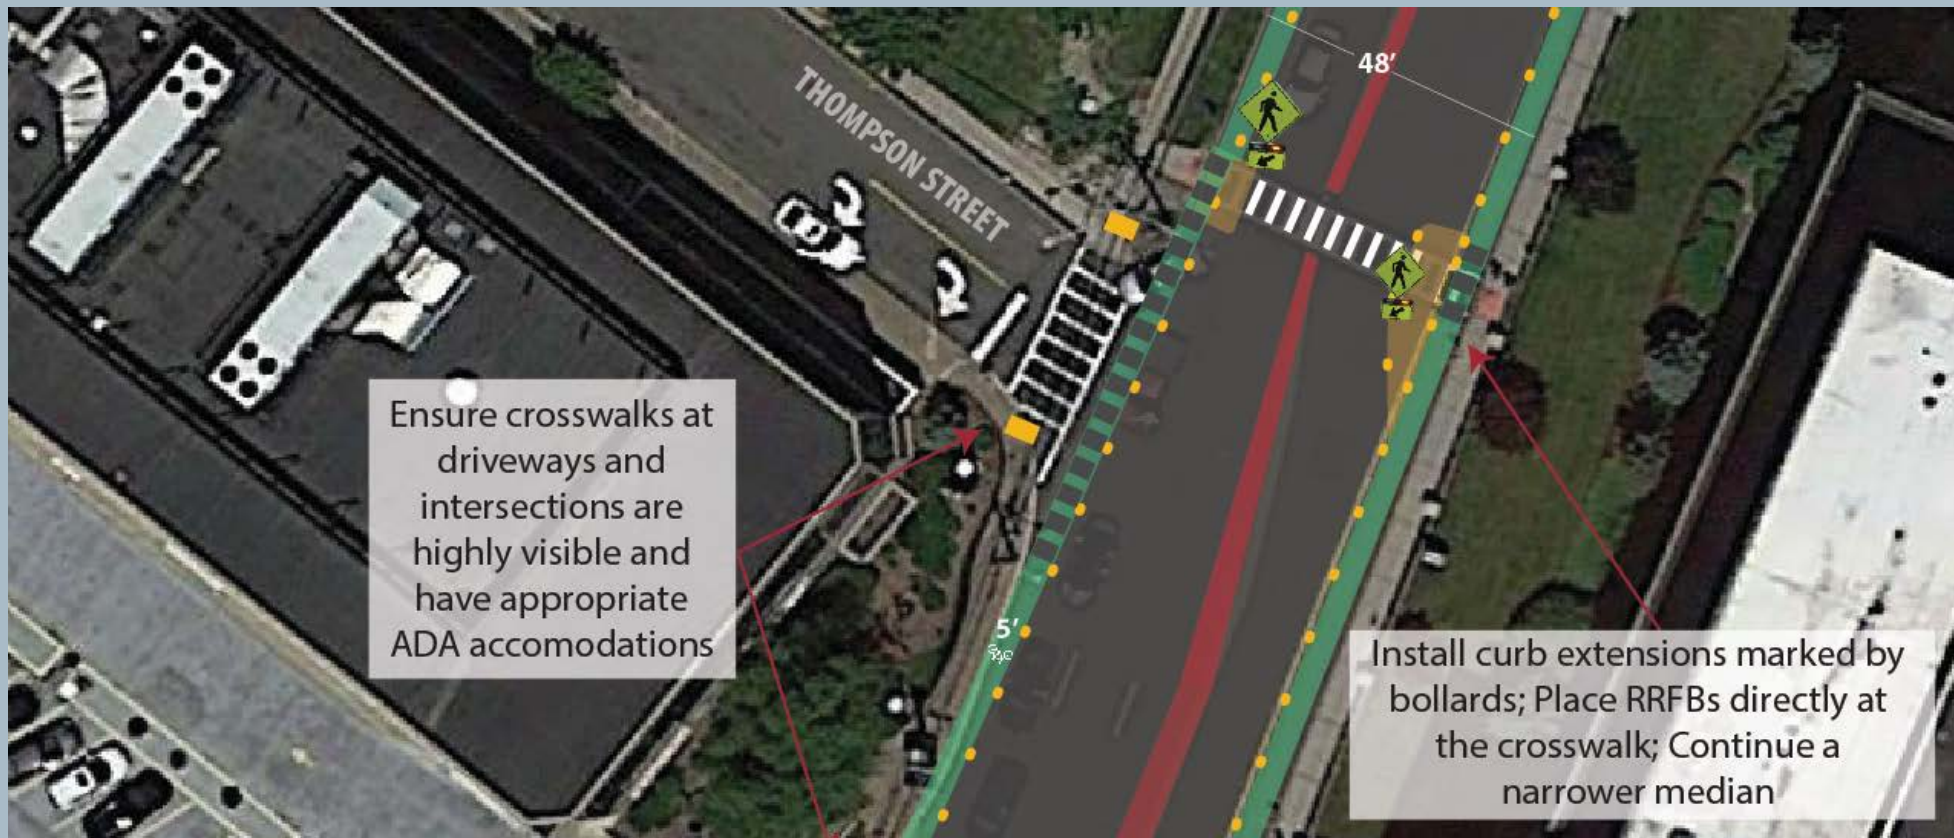 48’
THOMPSON STREET
Ensure crosswalks at
driveways and
intersections are
highly visible and
have appropriate
ADA accomodations
5’
Install curb extensions marked by
bollards; Place RRFBs directly at
the crosswalk; Continue a
narrower median